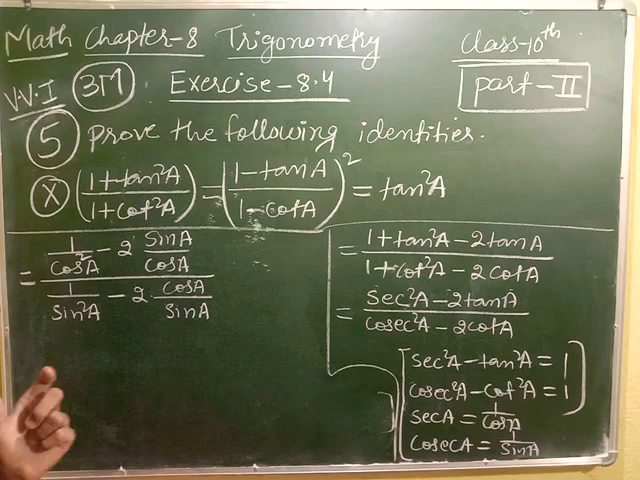 Math Chapter-8 Trigonometry Class-10th
V.V.I 3M Exercise-8.4 part-II
5 prove the following identities.
(x) (1+tan²A / 1+cot²A) = (1-tanA / 1-cotA)² = tan²A
= (1/cos²A - 2 sinA/cosA) / (1/sin²A - 2. cosA/sinA)
= 1+tan²A-2tanA / 1+cot²A-2cotA
= sec²A-2tanA / cosec²A-2cotA
sec²A-tan²A=1
cosec²A-cot²A=1
secA=1/cosA
cosecA=1/sinA